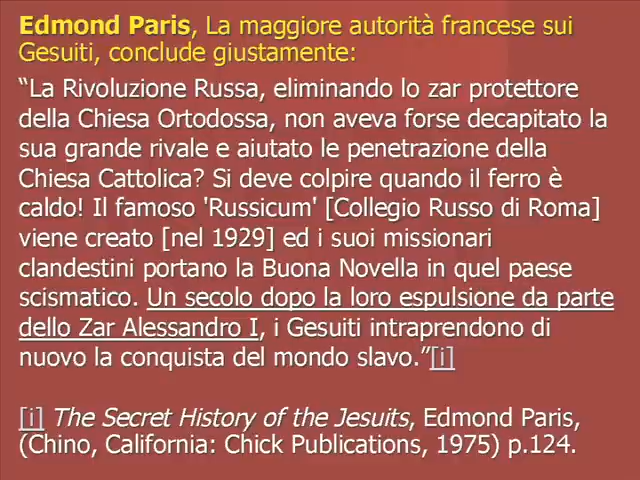 Edmond Paris, La maggiore autorità francese sui
Gesuiti, conclude giustamente:
“La Rivoluzione Russa, eliminando lo zar protettore
della Chiesa Ortodossa, non aveva forse decapitato la
sua grande rivale e aiutato le penetrazione della
Chiesa Cattolica? Si deve colpire quando il ferro è
caldo! Il famoso 'Russicum' [Collegio Russo di Roma]
viene creato [nel 1929] ed i suoi missionari
clandestini portano la Buona Novella in quel paese
scismatico. Un secolo dopo la loro espulsione da parte
dello Zar Alessandro I, i Gesuiti intraprendono di
nuovo la conquista del mondo slavo.”[i]
[i] The Secret History of the Jesuits, Edmond Paris,
(Chino, California: Chick Publications, 1975) p.124.